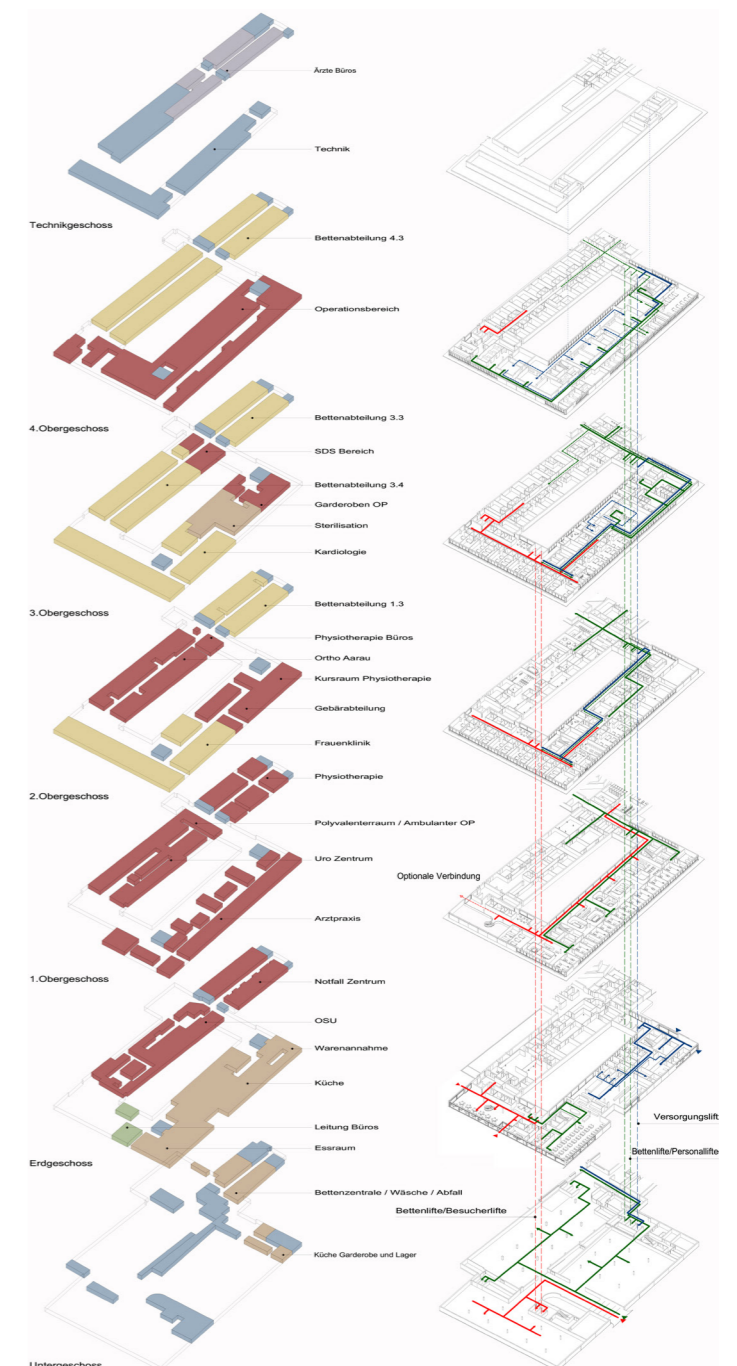 Ärzte Büros
Technik
Technikgeschoss
Bettenabteilung 4.3
Operationsbereich
4.Obergeschoss
Bettenabteilung 3.3
SDS Bereich
Bettenabteilung 3.4
Garderoben OP
Sterilisation
Kardiologie
3.Obergeschoss
Bettenabteilung 1.3
Physiotherapie Büros
Ortho Aarau
Kursraum Physiotherapie
Gebärabteilung
Frauenklinik
2.Obergeschoss
Physiotherapie
Polyvalenterraum / Ambulanter OP
Uro Zentrum
Arztpraxis
1.Obergeschoss
Notfall Zentrum
OSU
Warenannahme
Küche
Leitung Büros
Essraum
Erdgeschoss
Bettenzentrale / Wäsche / Abfall
Küche Garderobe und Lager
Untergeschoss
Optionale Verbindung
Versorgungslift
Bettenlifte/Personallifte
Bettenlifte/Besucherlifte